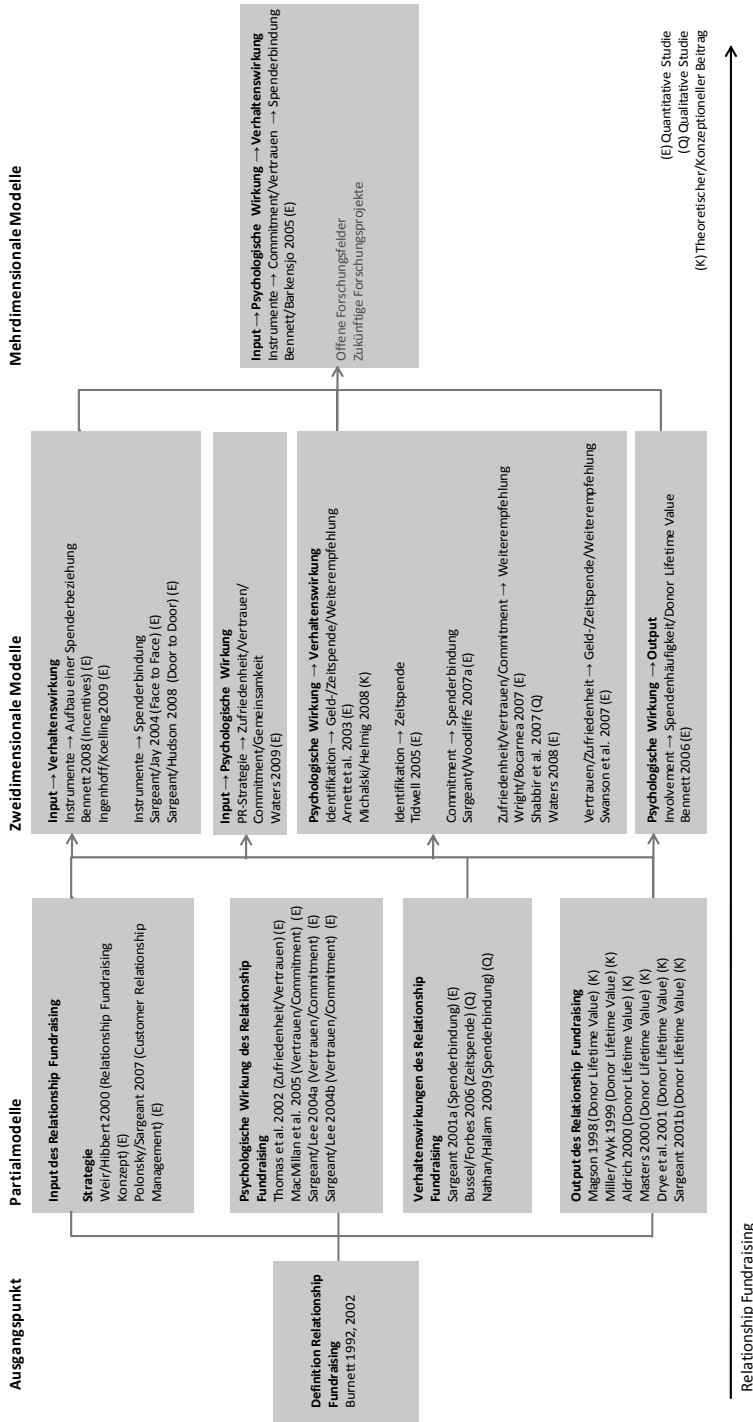 Ausgangspunkt
Definition Relationship
Fundraising
Burnett 1992, 2002
Partialmodelle
Input des Relationship Fundraising
Strategie
Weir/Hibbert 2000 (Relationship Fundraising
Konzept) (E)
Polonsky/Sargeant 2007 (Customer Relationship
Management) (E)
Psychologische Wirkung des Relationship
Fundraising
Thomas et al. 2002 (Zufriedenheit/Vertrauen) (E)
MacMillan et al. 2005 (Vertrauen/Commitment) (E)
Sargeant/Lee 2004a (Vertrauen/Commitment) (E)
Sargeant/Lee 2004b (Vertrauen/Commitment) (E)
Verhaltenswirkungen des Relationship
Fundraising
Sargeant 2001a (Spenderbindung) (E)
Bussel/Forbes 2006 (Zeitspende) (Q)
Nathan/Hallam 2009 (Spenderbindung) (Q)
Output des Relationship Fundraising
Magson 1998 (Donor Lifetime Value) (K)
Miller/Wyk 1999 (Donor Lifetime Value) (K)
Aldrich 2000 (Donor Lifetime Value) (K)
Masters 2000 (Donor Lifetime Value) (K)
Drye et al. 2001 (Donor Lifetime Value) (K)
Sargeant 2001b (Donor Lifetime Value) (K)
Zweidimensionale Modelle
Input → Verhaltenswirkung
Instrumente → Aufbau einer Spenderbeziehung
Bennett 2008 (Incentives) (E)
Ingenhoff/Koelling 2009 (E)
Instrumente → Spenderbindung
Sargeant/Jay 2004 (Face to Face) (E)
Sargeant/Hudson 2008 (Door to Door) (E)
Input → Psychologische Wirkung
PR-Strategie → Zufriedenheit/Vertrauen/
Commitment/Gemeinsamkeit
Waters 2009 (E)
Psychologische Wirkung → Verhaltenswirkung
Identifikation → Geld-/Zeitspende/Weiterempfehlung
Arnett et al. 2003 (E)
Michalski/Helmig 2008 (K)
Identifikation → Zeitspende
Tidwell 2005 (E)
Commitment → Spenderbindung
Sargeant/Woodliffe 2007a (E)
Zufriedenheit/Vertrauen/Commitment → Weiterempfehlung
Wright/Bocarnea 2007 (E)
Shabbir et al. 2007 (Q)
Waters 2008 (E)
Vertrauen/Zufriedenheit → Geld-/Zeitspende/Weiterempfehlung
Swanson et al. 2007 (E)
Psychologische Wirkung → Output
Involvement → Spendenhäufigkeit/Donor Lifetime Value
Bennett 2006 (E)
Mehrdimensionale Modelle
Input → Psychologische Wirkung → Verhaltenswirkung
Instrumente → Commitment/Vertrauen → Spenderbindung
Bennett/Barkensjo 2005 (E)
Offene Forschungsfelder
Zukünftige Forschungsprojekte
(E) Quantitative Studie
(Q) Qualitative Studie
(K) Theoretischer/Konzeptioneller Beitrag
Relationship Fundraising